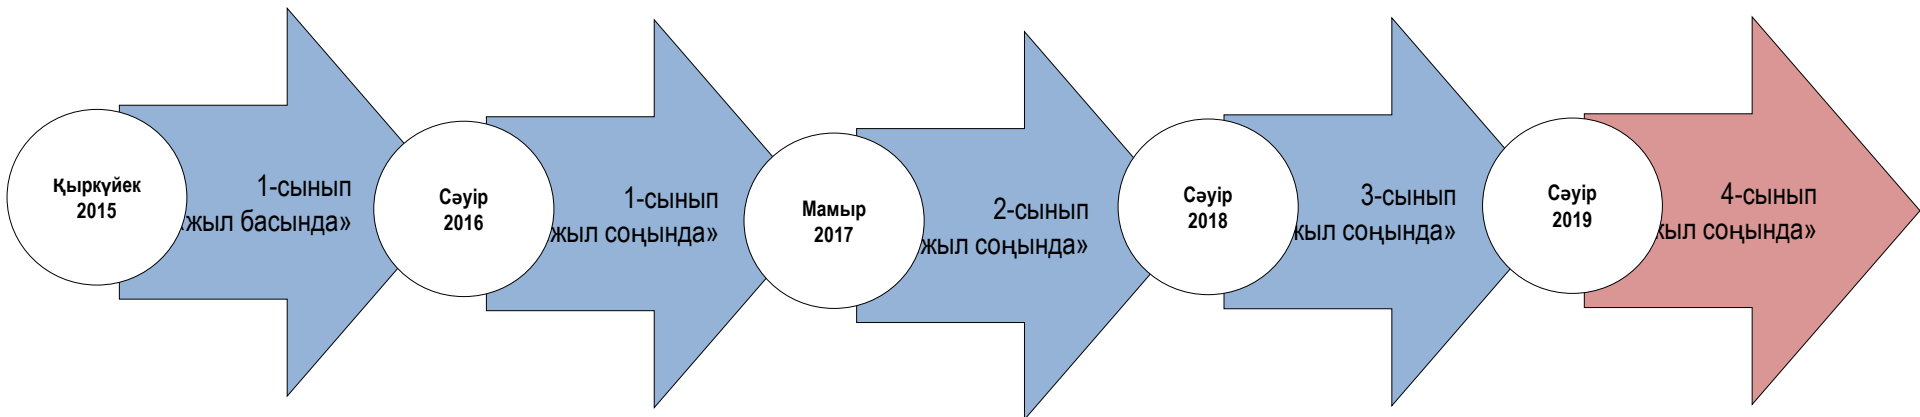 Қыркүйек
2015
1-сынып
«жыл басында»
Сәуір
2016
1-сынып
жыл соңында»
Мамыр
2017
2-сынып
жыл соңында»
Сәуір
2018
3-сынып
жыл соңында»
Сәуір
2019
4-сынып
жыл соңында»